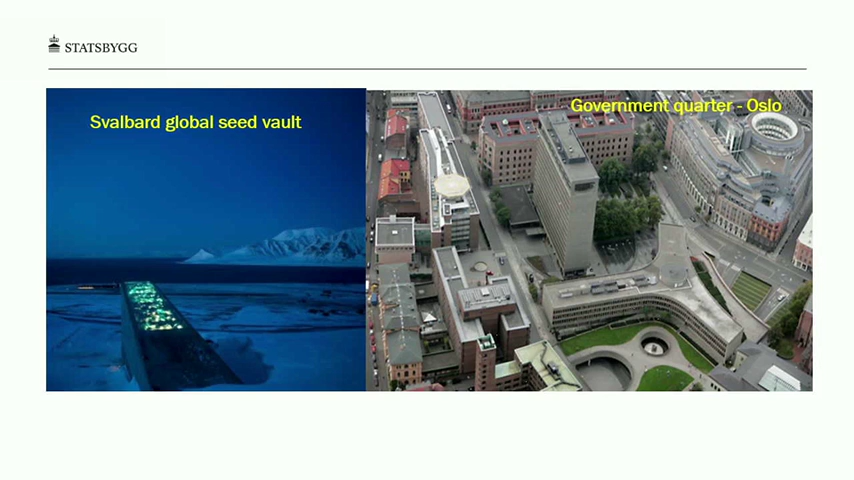 STATSBYGG
Svalbard global seed vault
Government quarter - Oslo